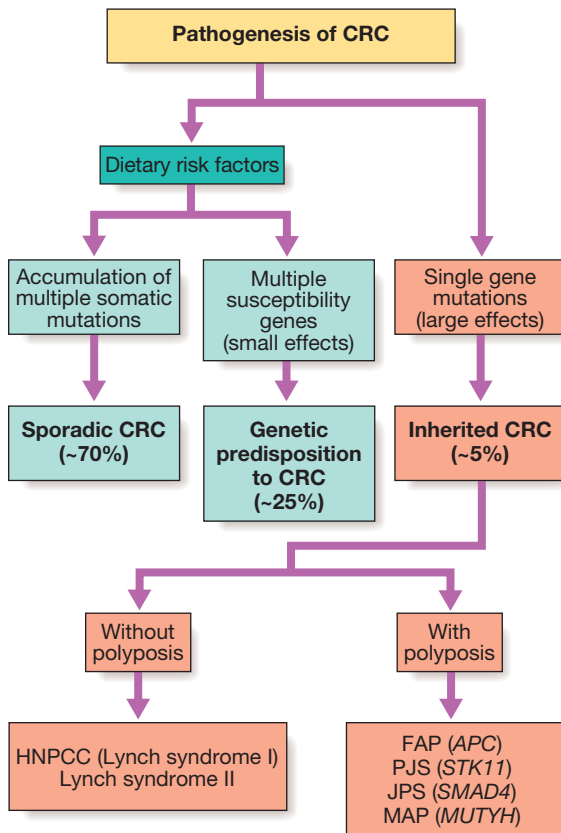 Pathogenesis of CRC
Dietary risk factors
Accumulation of
multiple somatic
mutations
Multiple
susceptibility
genes
(small effects)
Single gene
mutations
(large effects)
Sporadic CRC
(~70%)
Genetic
predisposition
to CRC
(~25%)
Inherited CRC
(~5%)
Without
polyposis
With
polyposis
HNPCC (Lynch syndrome I)
Lynch syndrome II
FAP (APC)
PJS (STK11)
JPS (SMAD4)
MAP (MUTYH)